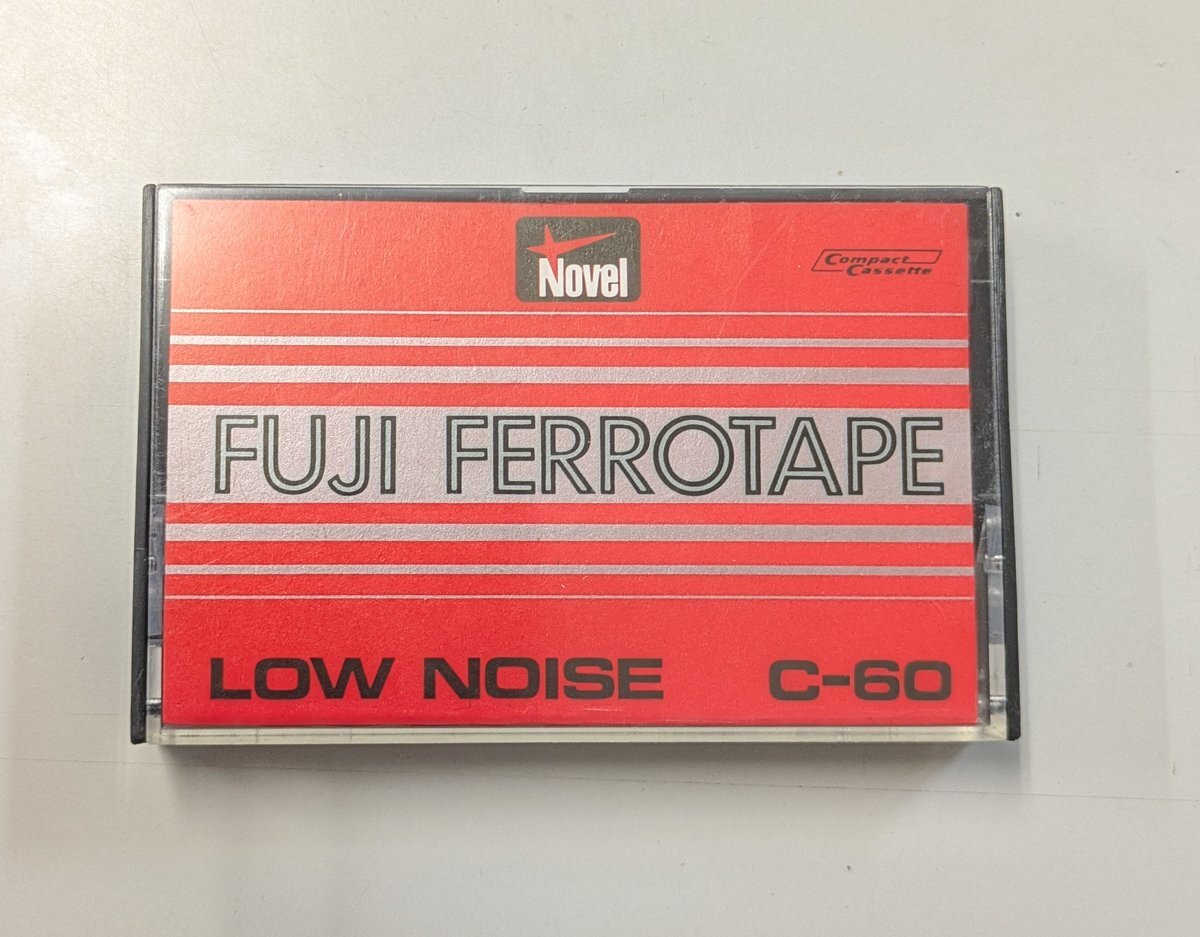 Novel
Compact
Cassette
FUJI FERROTAPE
LOW NOISE C-60